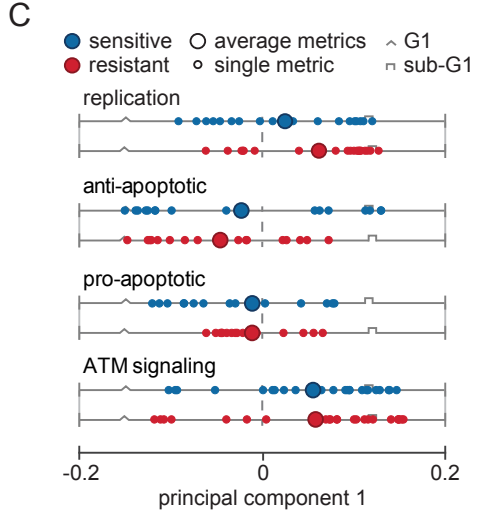 C
sensitive average metrics G1
resistant single metric sub-G1
replication
anti-apoptotic
pro-apoptotic
ATM signaling
-0.2 0 0.2
principal component 1